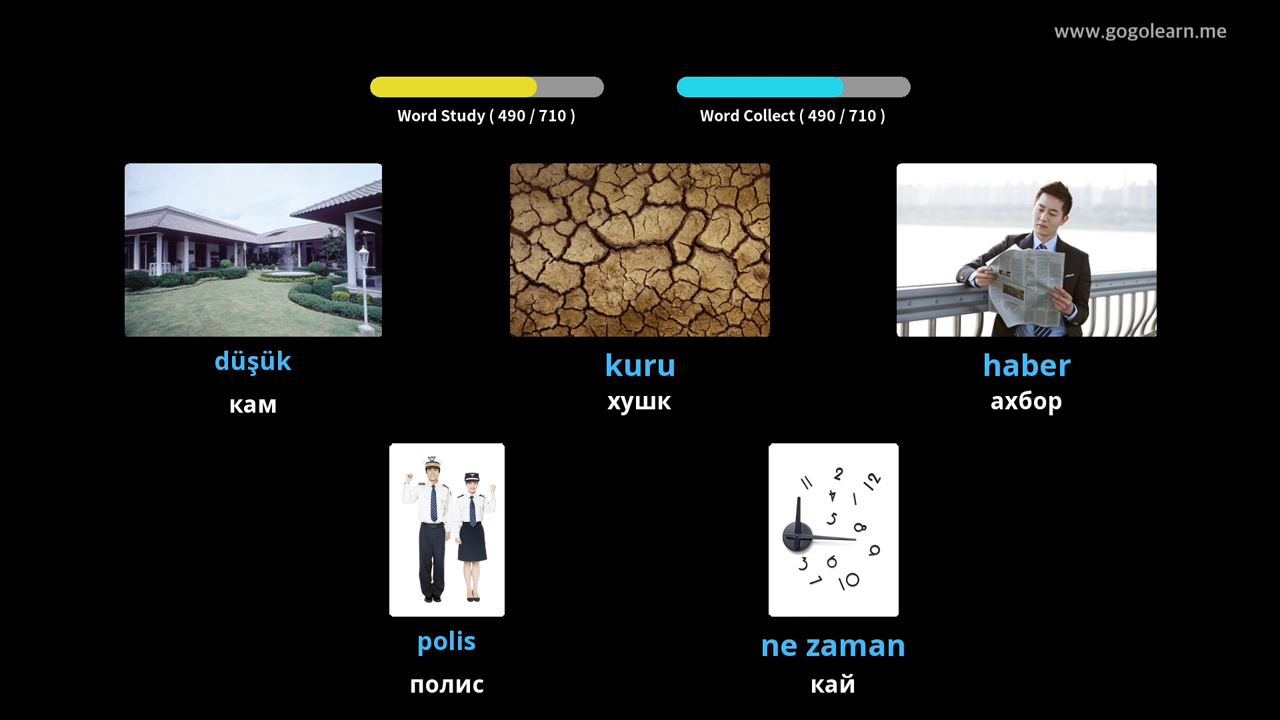 www.gogolearn.me
Word Study ( 490 / 710 )
Word Collect ( 490 / 710 )
düşük
кам
kuru
хушк
haber
ахбор
polis
полис
ne zaman
кай